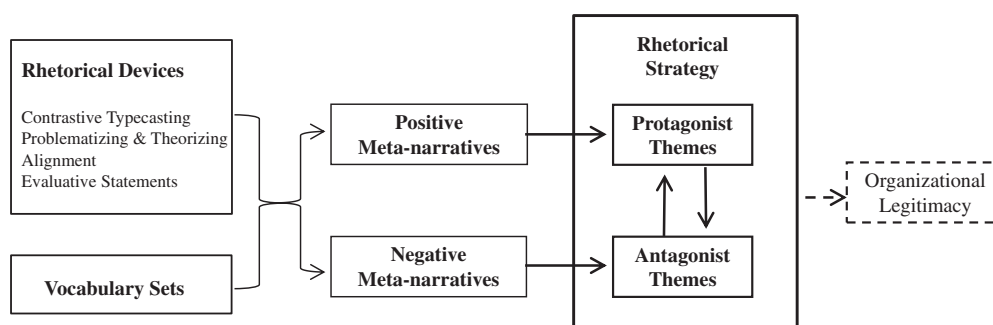 Rhetorical Devices
Contrastive Typecasting
Problematizing & Theorizing
Alignment
Evaluative Statements
Vocabulary Sets
Positive
Meta-narratives
Negative
Meta-narratives
Rhetorical
Strategy
Protagonist
Themes
Antagonist
Themes
Organizational
Legitimacy